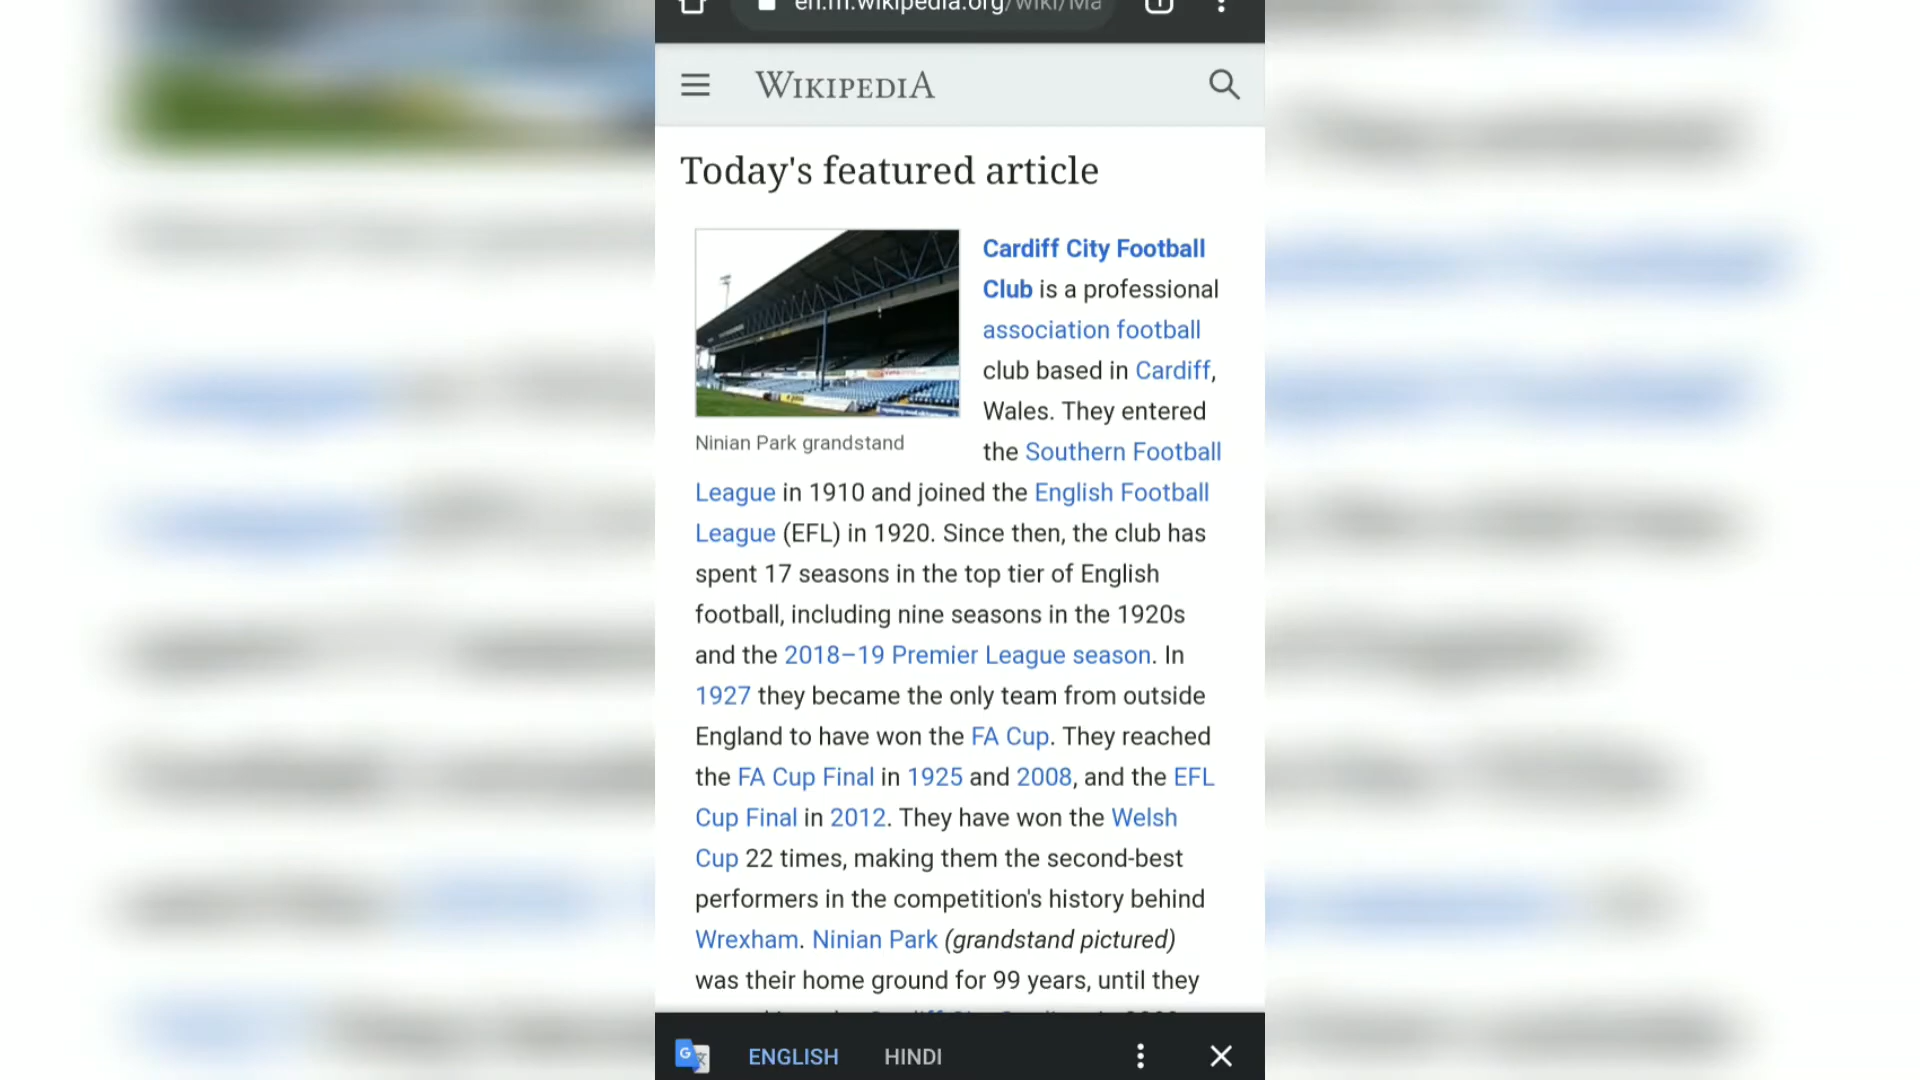 en.m.wikipedia.org/wiki/Ma
WIKIPEDIA
Today's featured article
Cardiff City Football
Club is a professional
association football
club based in Cardiff,
Wales. They entered
the Southern Football
Ninian Park grandstand
League in 1910 and joined the English Football
League (EFL) in 1920. Since then, the club has
spent 17 seasons in the top tier of English
football, including nine seasons in the 1920s
and the 2018–19 Premier League season. In
1927 they became the only team from outside
England to have won the FA Cup. They reached
the FA Cup Final in 1925 and 2008, and the EFL
Cup Final in 2012. They have won the Welsh
Cup 22 times, making them the second-best
performers in the competition's history behind
Wrexham. Ninian Park (grandstand pictured)
was their home ground for 99 years, until they
ENGLISH HINDI